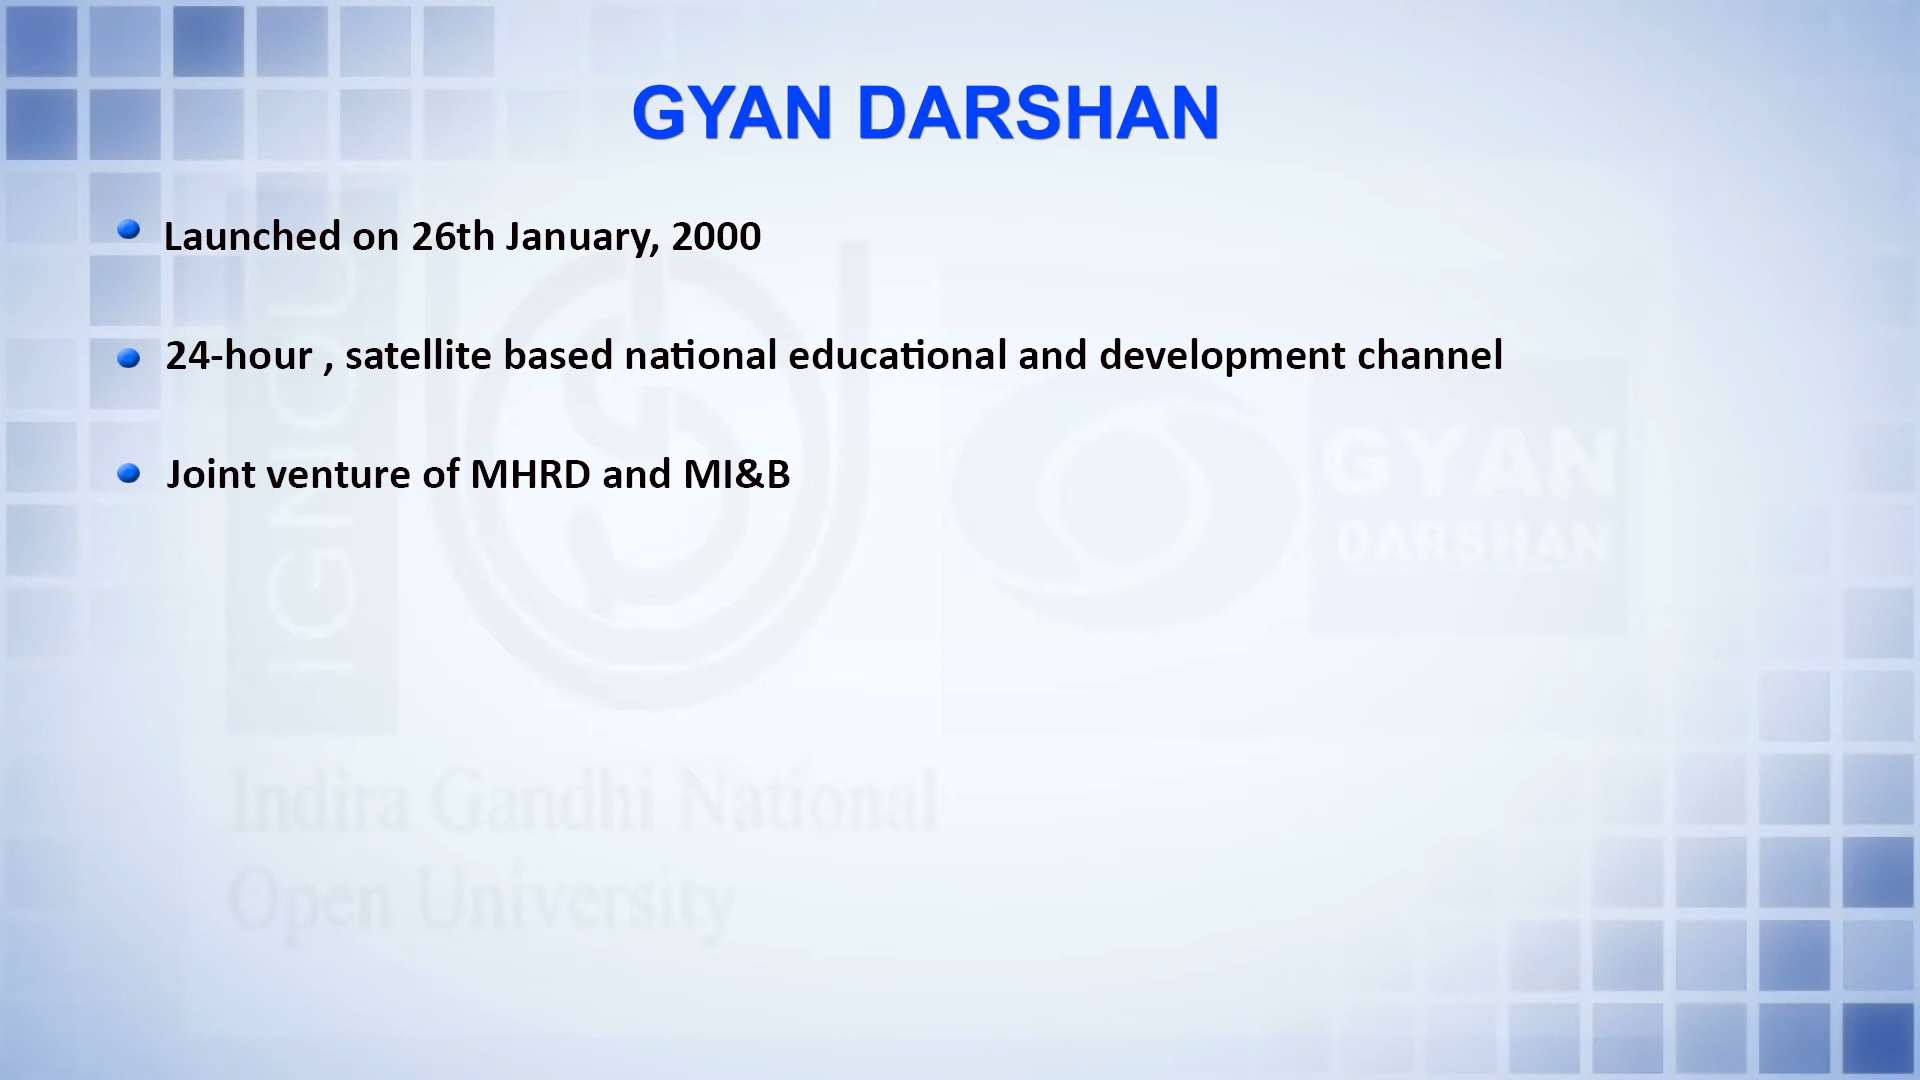 GYAN DARSHAN
Launched on 26th January, 2000
24-hour , satellite based national educational and development channel
Joint venture of MHRD and MI&B
IGNOU
GYAN
DARSHAN
Indira Gandhi National
Open University